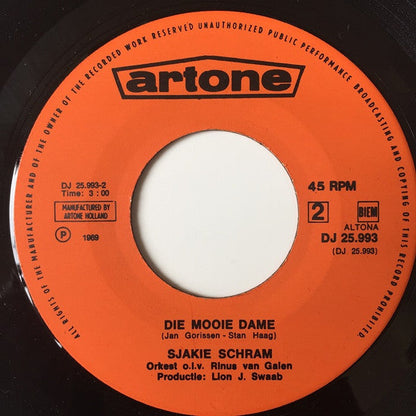 ALL RIGHTS OF THE MANUFACTURER AND OF THE OWNER OF THE RECORDED WORK RESERVED UNAUTHORIZED PUBLIC PERFORMANCE BROADCASTING AND COPYING OF THIS RECORD PROHIBITED.
artone
DJ 25.993-2
Time: 3:00
MANUFACTURED BY
ARTONE HOLLAND
P 1969
45 RPM
2 BIEM
ALTONA
DJ 25.993
(DJ 25.993)
DIE MOOIE DAME
(Jan Gorissen - Stan Haag)
SJAKIE SCHRAM
Orkest o.l.v. Rinus van Galen
Productie: Lion J. Swaab